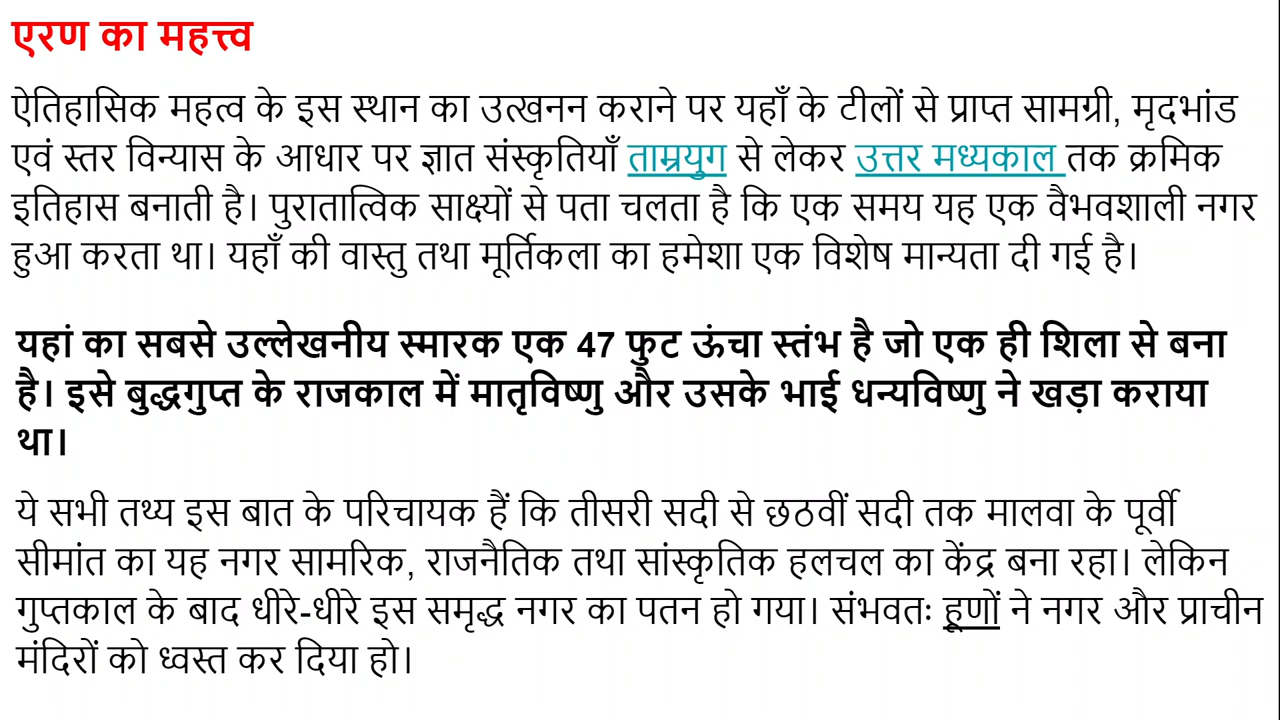 एरण का महत्त्व
ऐतिहासिक महत्व के इस स्थान का उत्खनन कराने पर यहाँ के टीलों से प्राप्त सामग्री, मृदभांड
एवं स्तर विन्यास के आधार पर ज्ञात संस्कृतियाँ ताम्रयुग से लेकर उत्तर मध्यकाल तक क्रमिक
इतिहास बनाती है। पुरातात्विक साक्ष्यों से पता चलता है कि एक समय यह एक वैभवशाली नगर
हुआ करता था। यहाँ की वास्तु तथा मूर्तिकला का हमेशा एक विशेष मान्यता दी गई है।
यहां का सबसे उल्लेखनीय स्मारक एक 47 फुट ऊंचा स्तंभ है जो एक ही शिला से बना
है। इसे बुद्धगुप्त के राजकाल में मातृविष्णु और उसके भाई धन्यविष्णु ने खड़ा कराया
था।
ये सभी तथ्य इस बात के परिचायक हैं कि तीसरी सदी से छठवीं सदी तक मालवा के पूर्वी
सीमांत का यह नगर सामरिक, राजनैतिक तथा सांस्कृतिक हलचल का केंद्र बना रहा। लेकिन
गुप्तकाल के बाद धीरे-धीरे इस समृद्ध नगर का पतन हो गया। संभवतः हूणों ने नगर और प्राचीन
मंदिरों को ध्वस्त कर दिया हो।